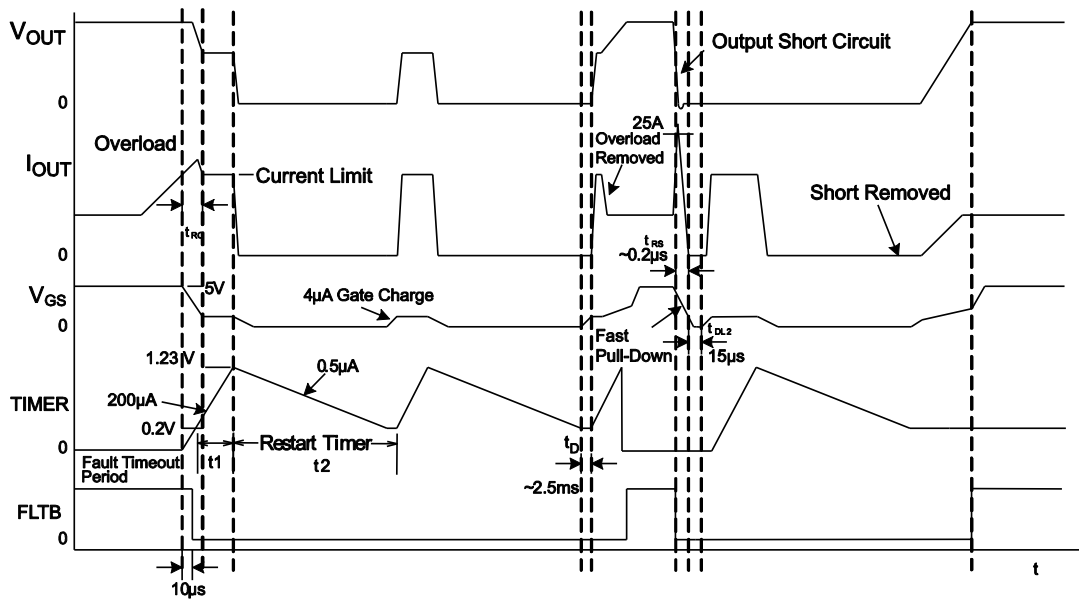 VOUT
Output Short Circuit
0
25A
Overload
Overload
Removed
IOUT
Current Limit
Short Removed
tRC
0
tRS
~0.2µs
VGS
5V
4µA Gate Charge
0
Fast
Pull-Down
tDL2
15µs
1.23V
0.5µA
TIMER
200µA
0.2V
0
Restart Timer
tD
Fault Timeout
Period
t1
t2
~2.5ms
FLTB
0
t
10µs